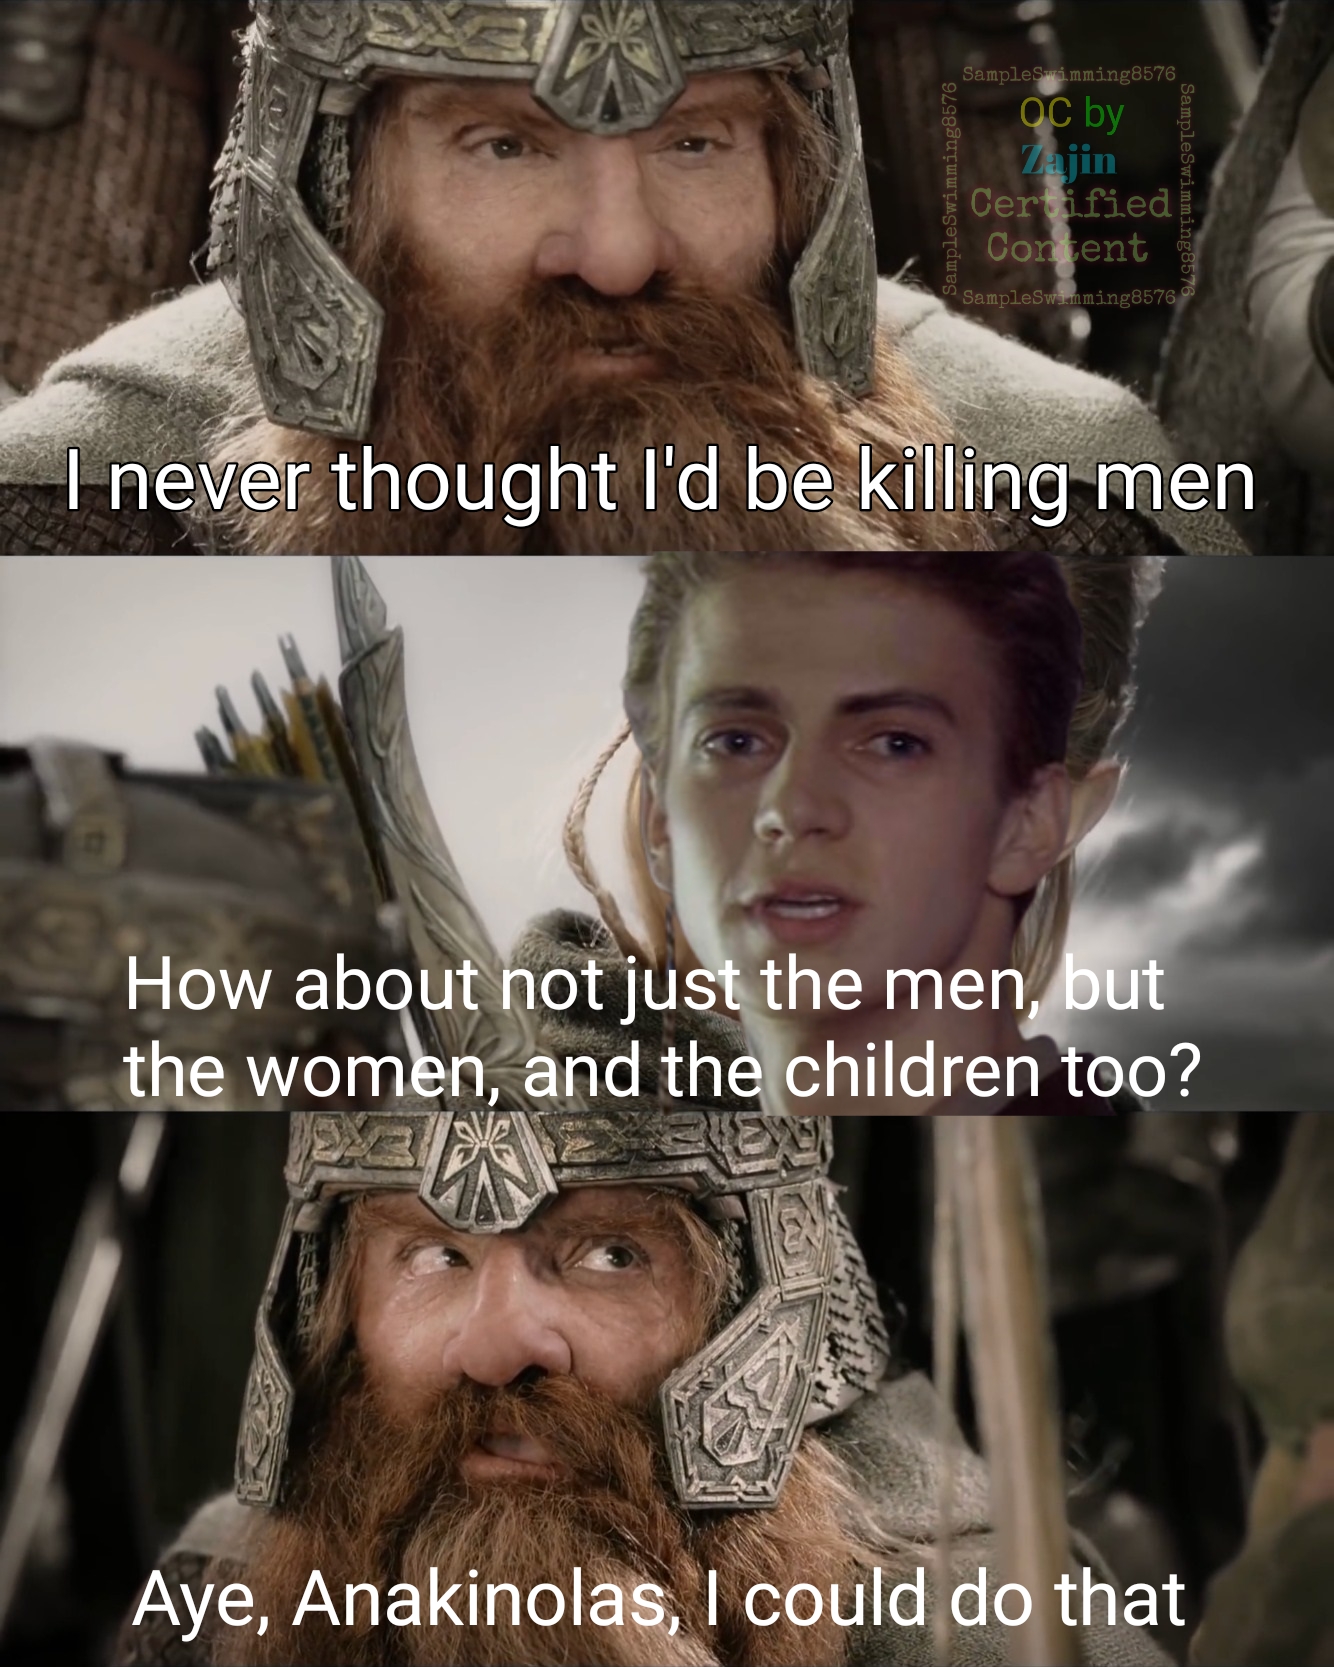 SampleSwimming8576
SampleSwimming8576
OC by
Zajin
Certified
Content
SampleSwimming8576
SampleSwimming8576
I never thought I'd be killing men
How about not just the men, but
the women, and the children too?
Aye, Anakinolas, I could do that